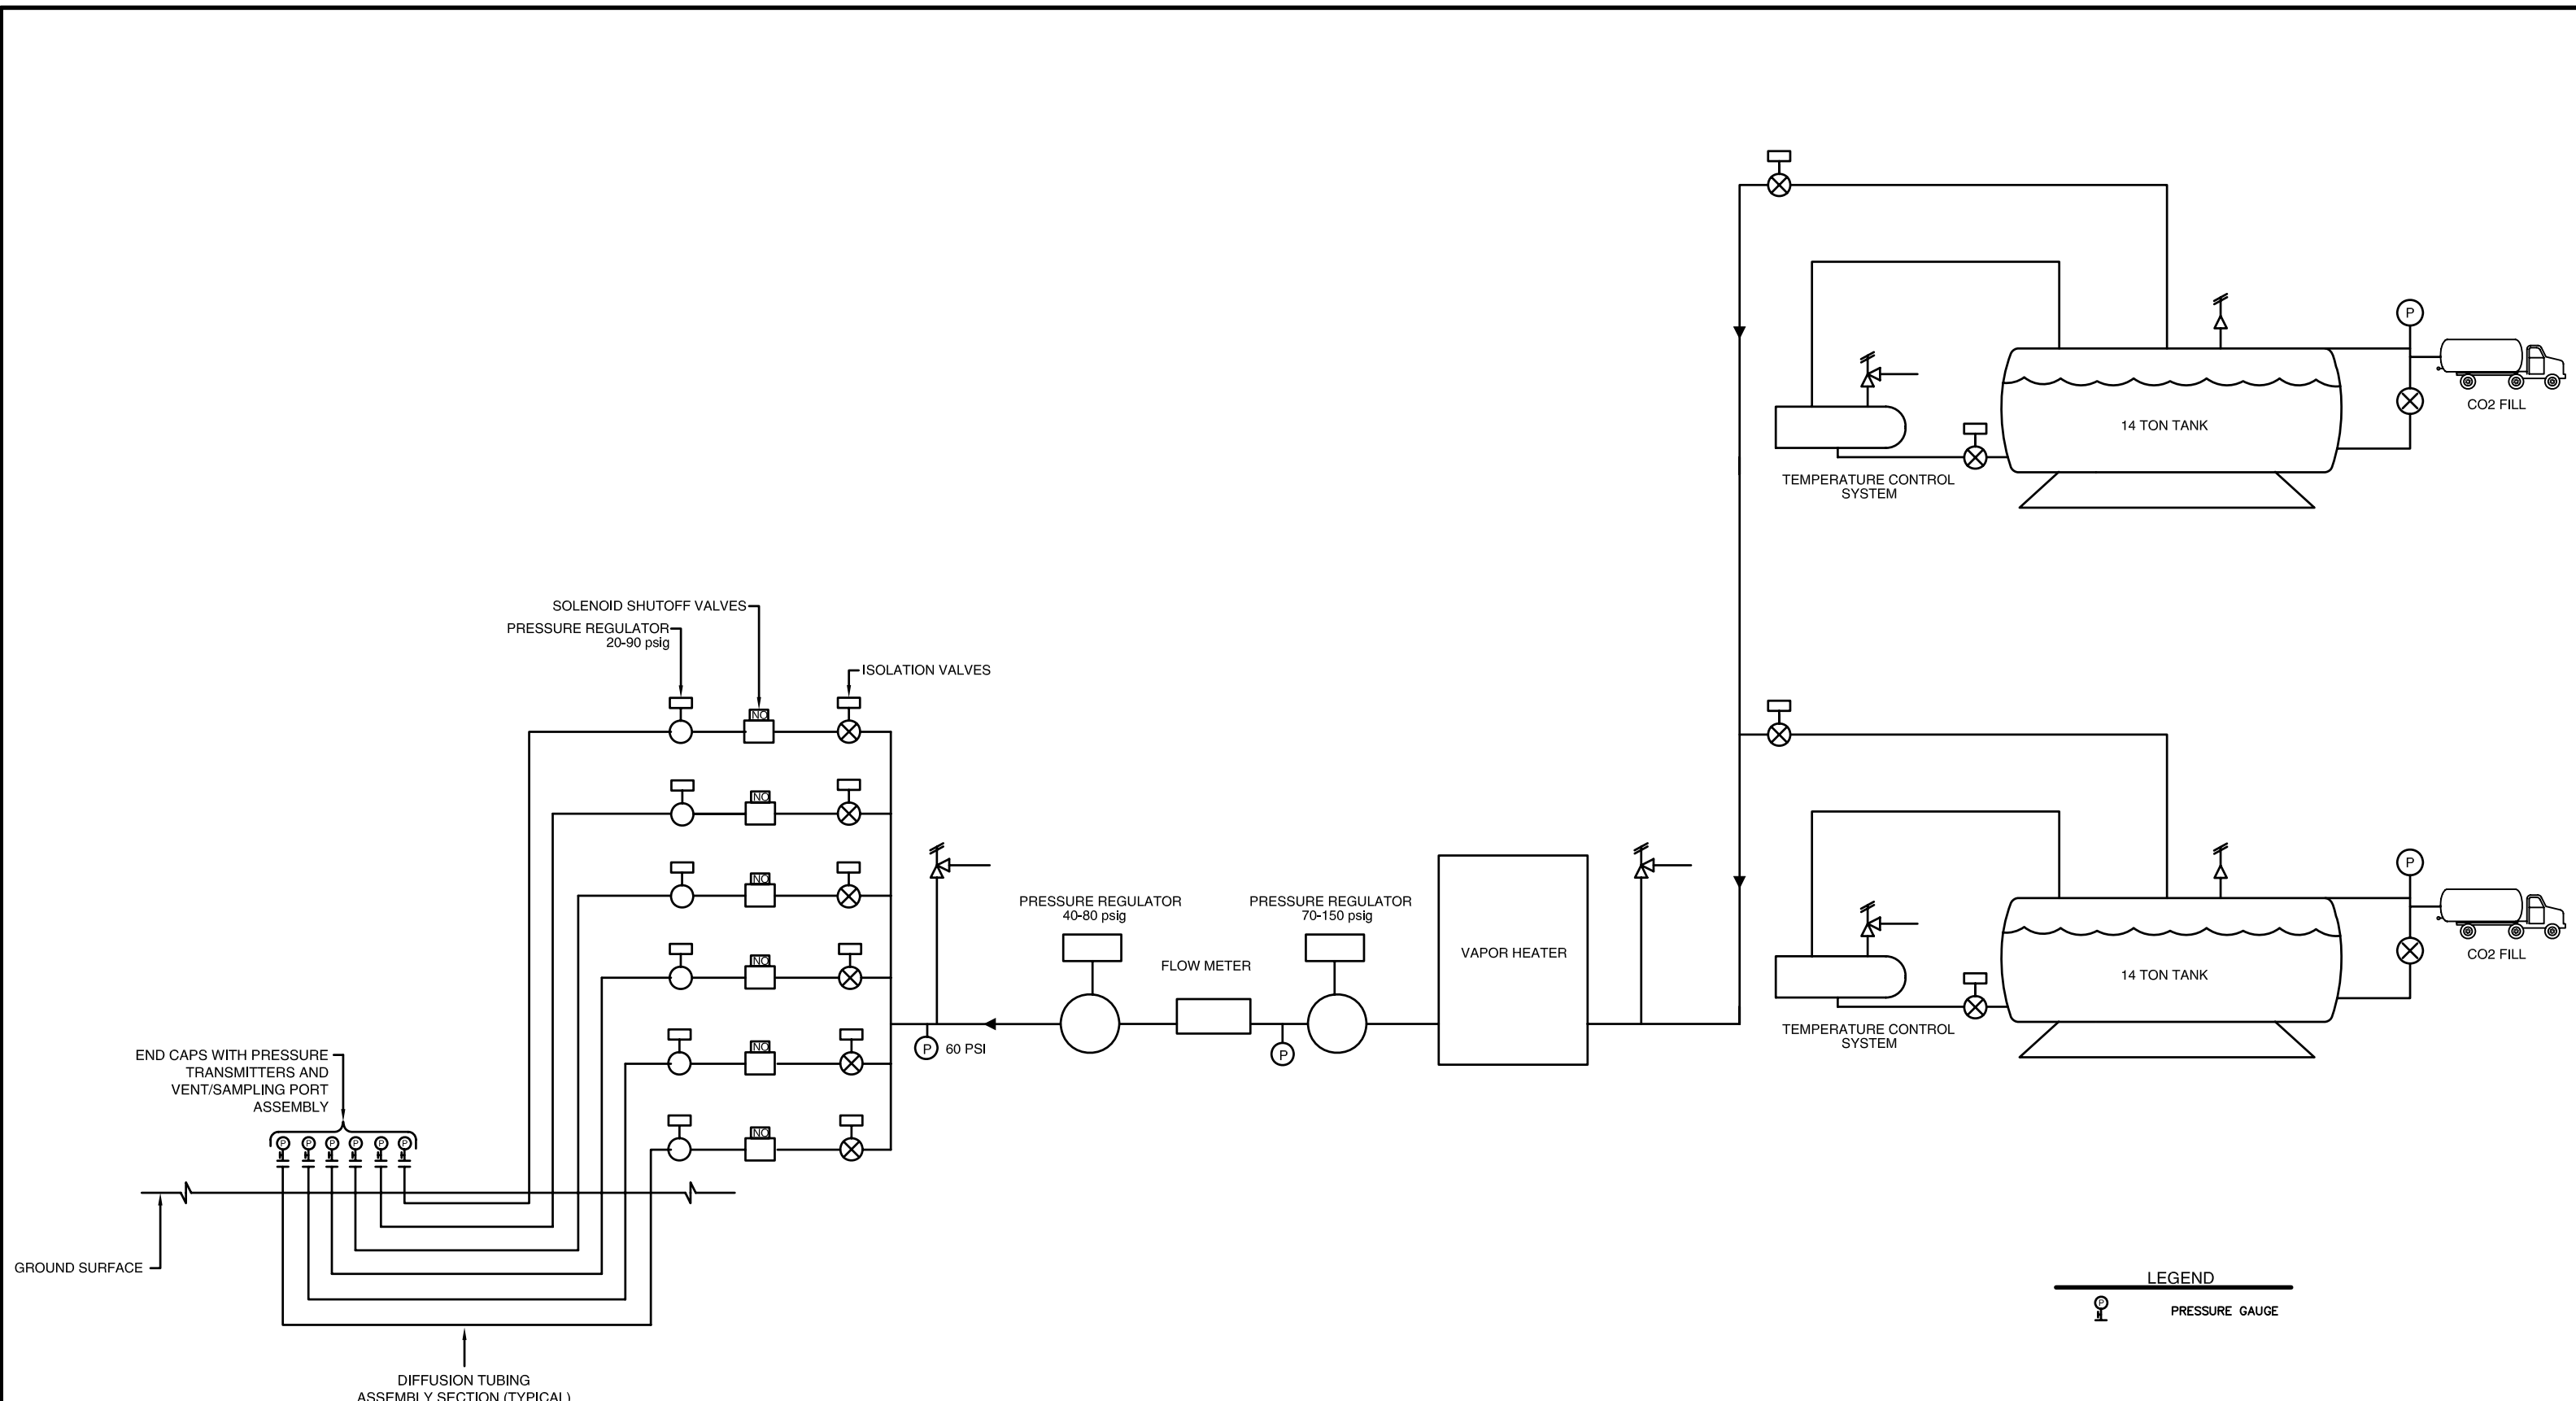 P
CO2 FILL
14 TON TANK
TEMPERATURE CONTROL
SYSTEM
SOLENOID SHUTOFF VALVES
PRESSURE REGULATOR
20-90 psig
ISOLATION VALVES
NO
NO
NO
NO
NO
NO
PRESSURE REGULATOR
40-80 psig
PRESSURE REGULATOR
70-150 psig
FLOW METER
VAPOR HEATER
P 60 PSI
P
P
CO2 FILL
14 TON TANK
TEMPERATURE CONTROL
SYSTEM
END CAPS WITH PRESSURE
TRANSMITTERS AND
VENT/SAMPLING PORT
ASSEMBLY
P P P P P P
GROUND SURFACE
DIFFUSION TUBING
ASSEMBLY SECTION (TYPICAL)
LEGEND
P PRESSURE GAUGE